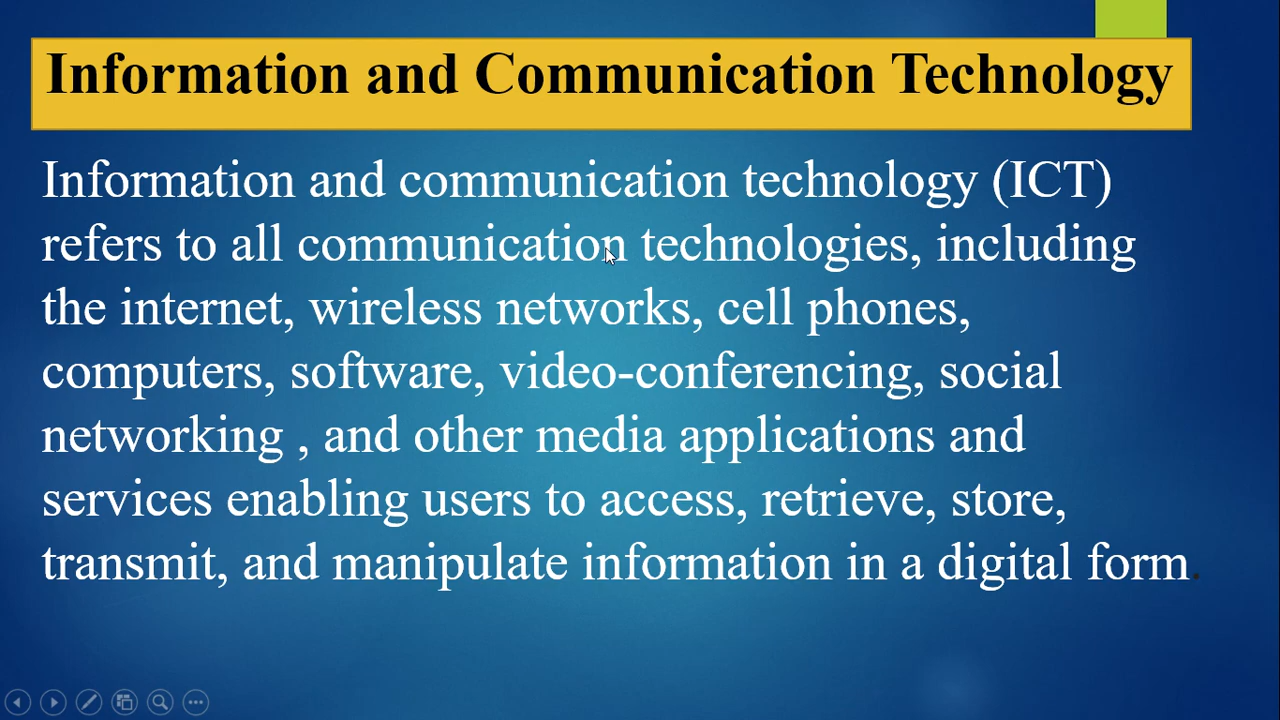 Information and Communication Technology
Information and communication technology (ICT)
refers to all communication technologies, including
the internet, wireless networks, cell phones,
computers, software, video-conferencing, social
networking , and other media applications and
services enabling users to access, retrieve, store,
transmit, and manipulate information in a digital form.